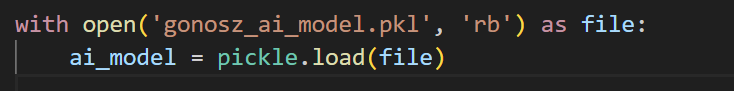 with open('gonosz_ai_model.pkl', 'rb') as file:
    ai_model = pickle.load(file)